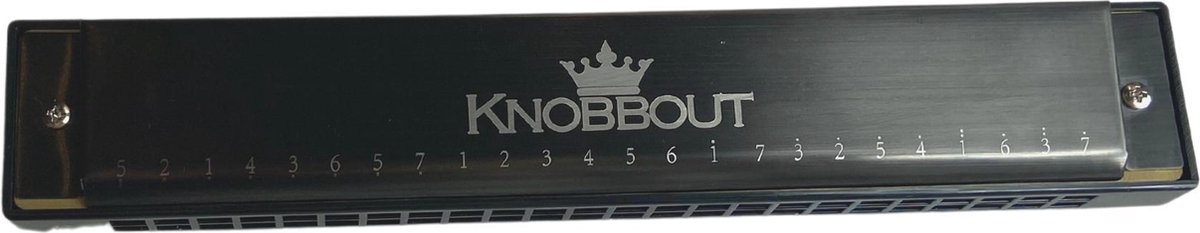 KNOBBOUT
5̣ 2 1 4 3 6̣ 5 7̣ 1 2 3 4 5 6 1̇ 7 3̇ 2̇ 5̇ 4̇ 1̇ 6̇ 3̇ 7̇